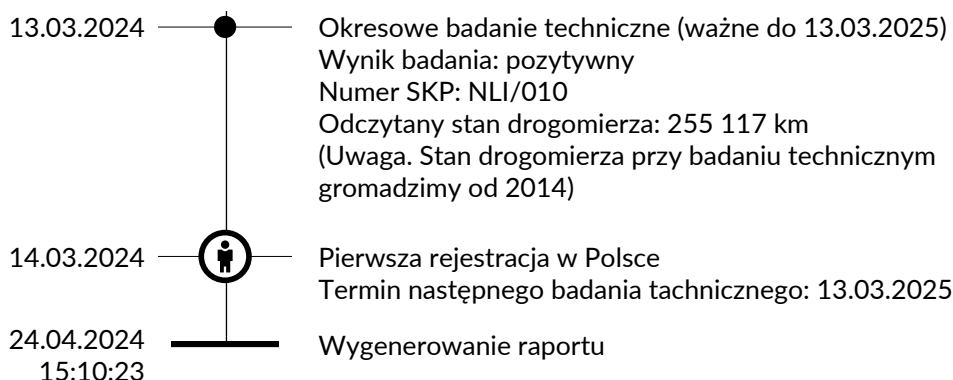 13.03.2024
Okresowe badanie techniczne (ważne do 13.03.2025)
Wynik badania: pozytywny
Numer SKP: NLI/010
Odczytany stan drogomierza: 255 117 km
(Uwaga. Stan drogomierza przy badaniu technicznym
gromadzimy od 2014)
14.03.2024
Pierwsza rejestracja w Polsce
Termin następnego badania tachnicznego: 13.03.2025
24.04.2024
15:10:23
Wygenerowanie raportu